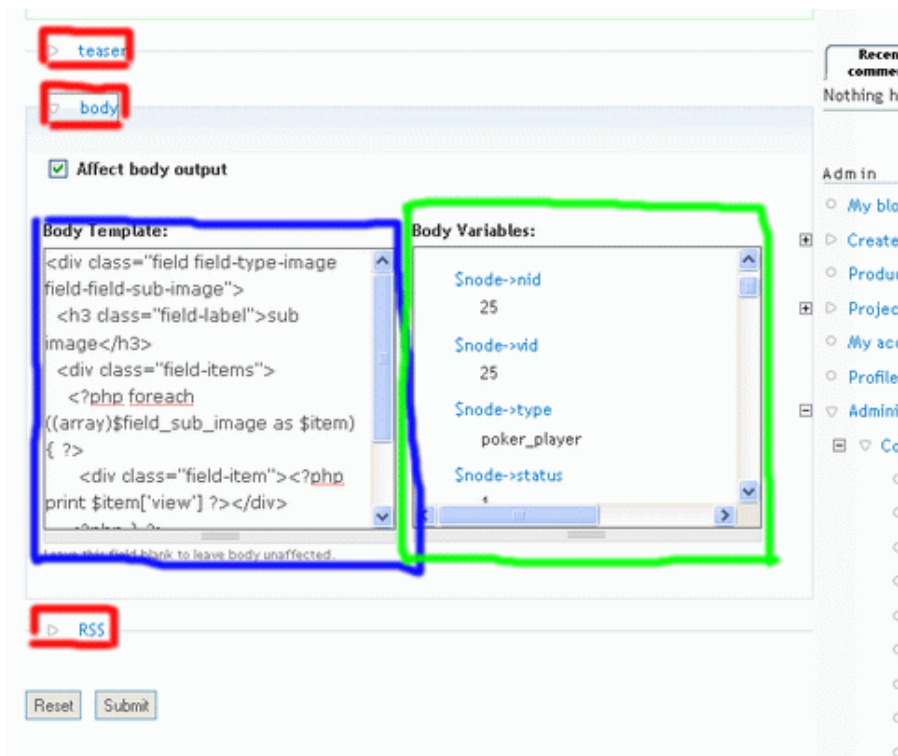 teaser
body
Affect body output
Body Template:
<div class="field field-type-image
field-field-sub-image">
<h3 class="field-label">sub
image</h3>
<div class="field-items">
<?php foreach
((array)$field_sub_image as $item)
{ ?>
<div class="field-item"><?php
print $item['view'] ?></div>
<?php } ?>
Leave this field blank to leave body unaffected.
Body Variables:
$node->nid
25
$node->vid
25
$node->type
poker_player
$node->status
1
RSS
Reset Submit
Recen
comme
Nothing h
Admin
My blo
Create
Produc
Projec
My acc
Profile
Admini
Co